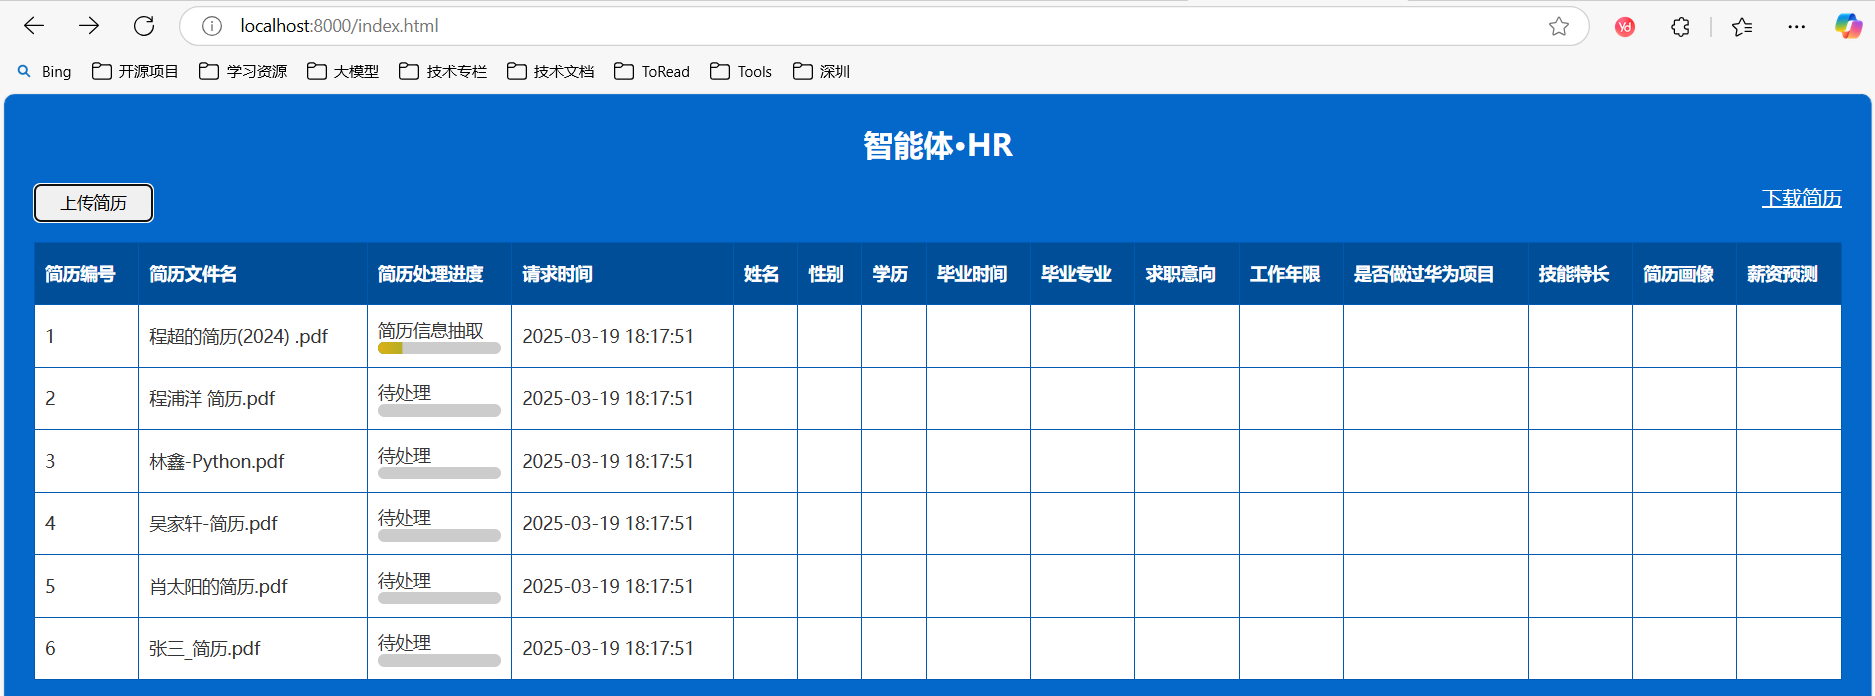 localhost:8000/index.html
Bing 开源项目 学习资源 大模型 技术专栏 技术文档 ToRead Tools 深圳
智能体•HR
上传简历 下载简历
简历编号 简历文件名 简历处理进度 请求时间 姓名 性别 学历 毕业时间 毕业专业 求职意向 工作年限 是否做过华为项目 技能特长 简历画像 薪资预测
1 程超的简历(2024) .pdf 简历信息抽取 2025-03-19 18:17:51
2 程浦洋 简历.pdf 待处理 2025-03-19 18:17:51
3 林鑫-Python.pdf 待处理 2025-03-19 18:17:51
4 吴家轩-简历.pdf 待处理 2025-03-19 18:17:51
5 肖太阳的简历.pdf 待处理 2025-03-19 18:17:51
6 张三_简历.pdf 待处理 2025-03-19 18:17:51